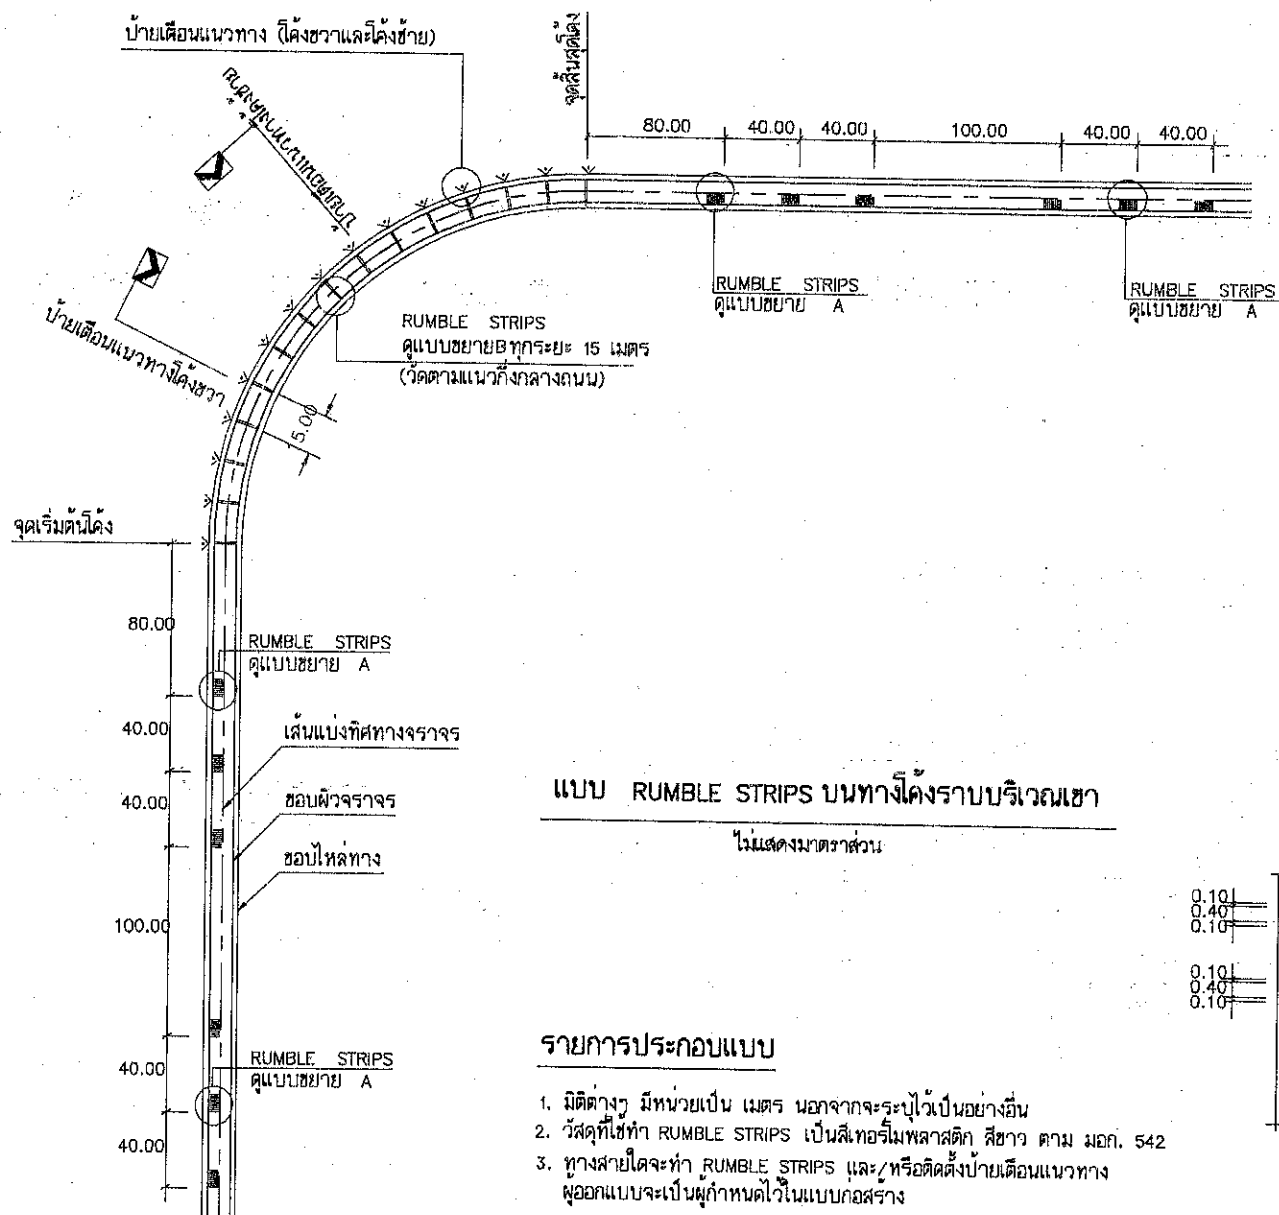 ป้ายเตือนแนวทาง (โค้งขวาและโค้งซ้าย)
จุดสิ้นสุดโค้ง
80.00 40.00 40.00 100.00 40.00 40.00
ป้ายเตือนแนวทางโค้งซ้าย
ป้ายเตือนแนวทางโค้งขวา
RUMBLE STRIPS
ดูแบบขยาย A
RUMBLE STRIPS
ดูแบบขยาย A
RUMBLE STRIPS
ดูแบบขยายB ทุกระยะ 15 เมตร
(วัดตามแนวกึ่งกลางถนน)
15.00
จุดเริ่มต้นโค้ง
80.00
RUMBLE STRIPS
ดูแบบขยาย A
40.00
เส้นแบ่งทิศทางจราจร
40.00
ขอบผิวจราจร
ขอบไหล่ทาง
100.00
แบบ RUMBLE STRIPS บนทางโค้งราบบริเวณเขา
ไม่แสดงมาตราส่วน
0.10
0.40
0.10
0.10
0.40
0.10
RUMBLE STRIPS
ดูแบบขยาย A
40.00
40.00
รายการประกอบแบบ
1. มิติต่างๆ มีหน่วยเป็น เมตร นอกจากจะระบุไว้เป็นอย่างอื่น
2. วัสดุที่ใช้ทำ RUMBLE STRIPS เป็นสีเทอร์โมพลาสติก สีขาว ตาม มอก. 542
3. ทางสายใดจะทำ RUMBLE STRIPS และ/หรือติดตั้งป้ายเตือนแนวทาง
ผู้ออกแบบจะเป็นผู้กำหนดไว้ในแบบก่อสร้าง